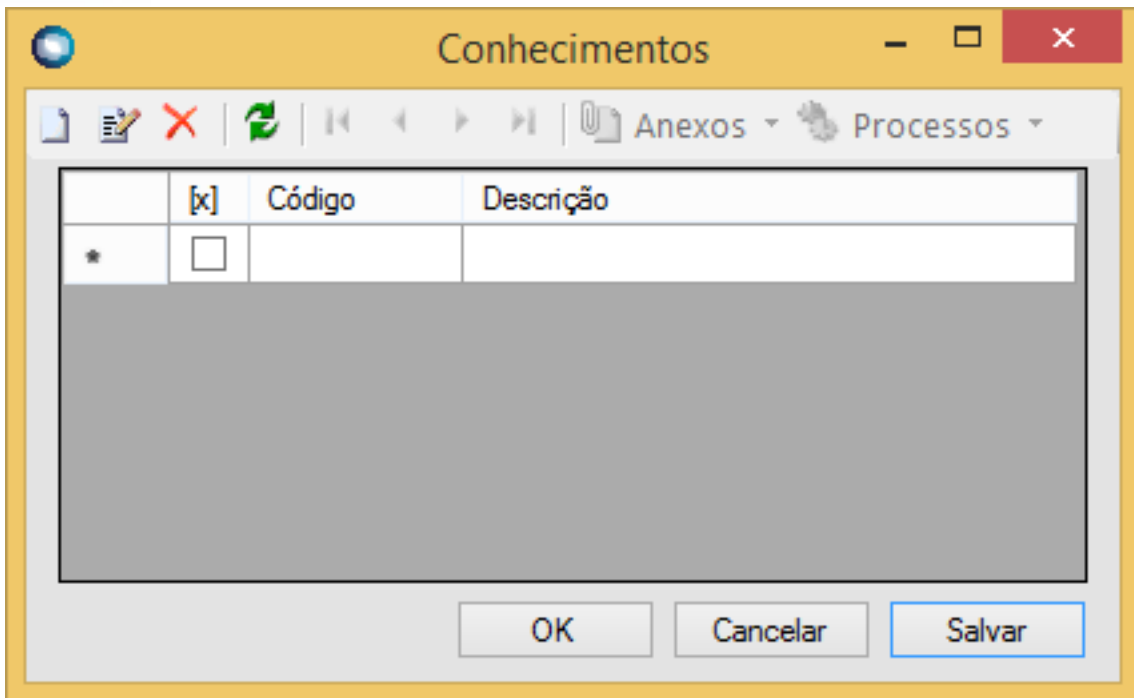 Conhecimentos
Anexos Processos
[x] Código Descrição
*
OK Cancelar Salvar